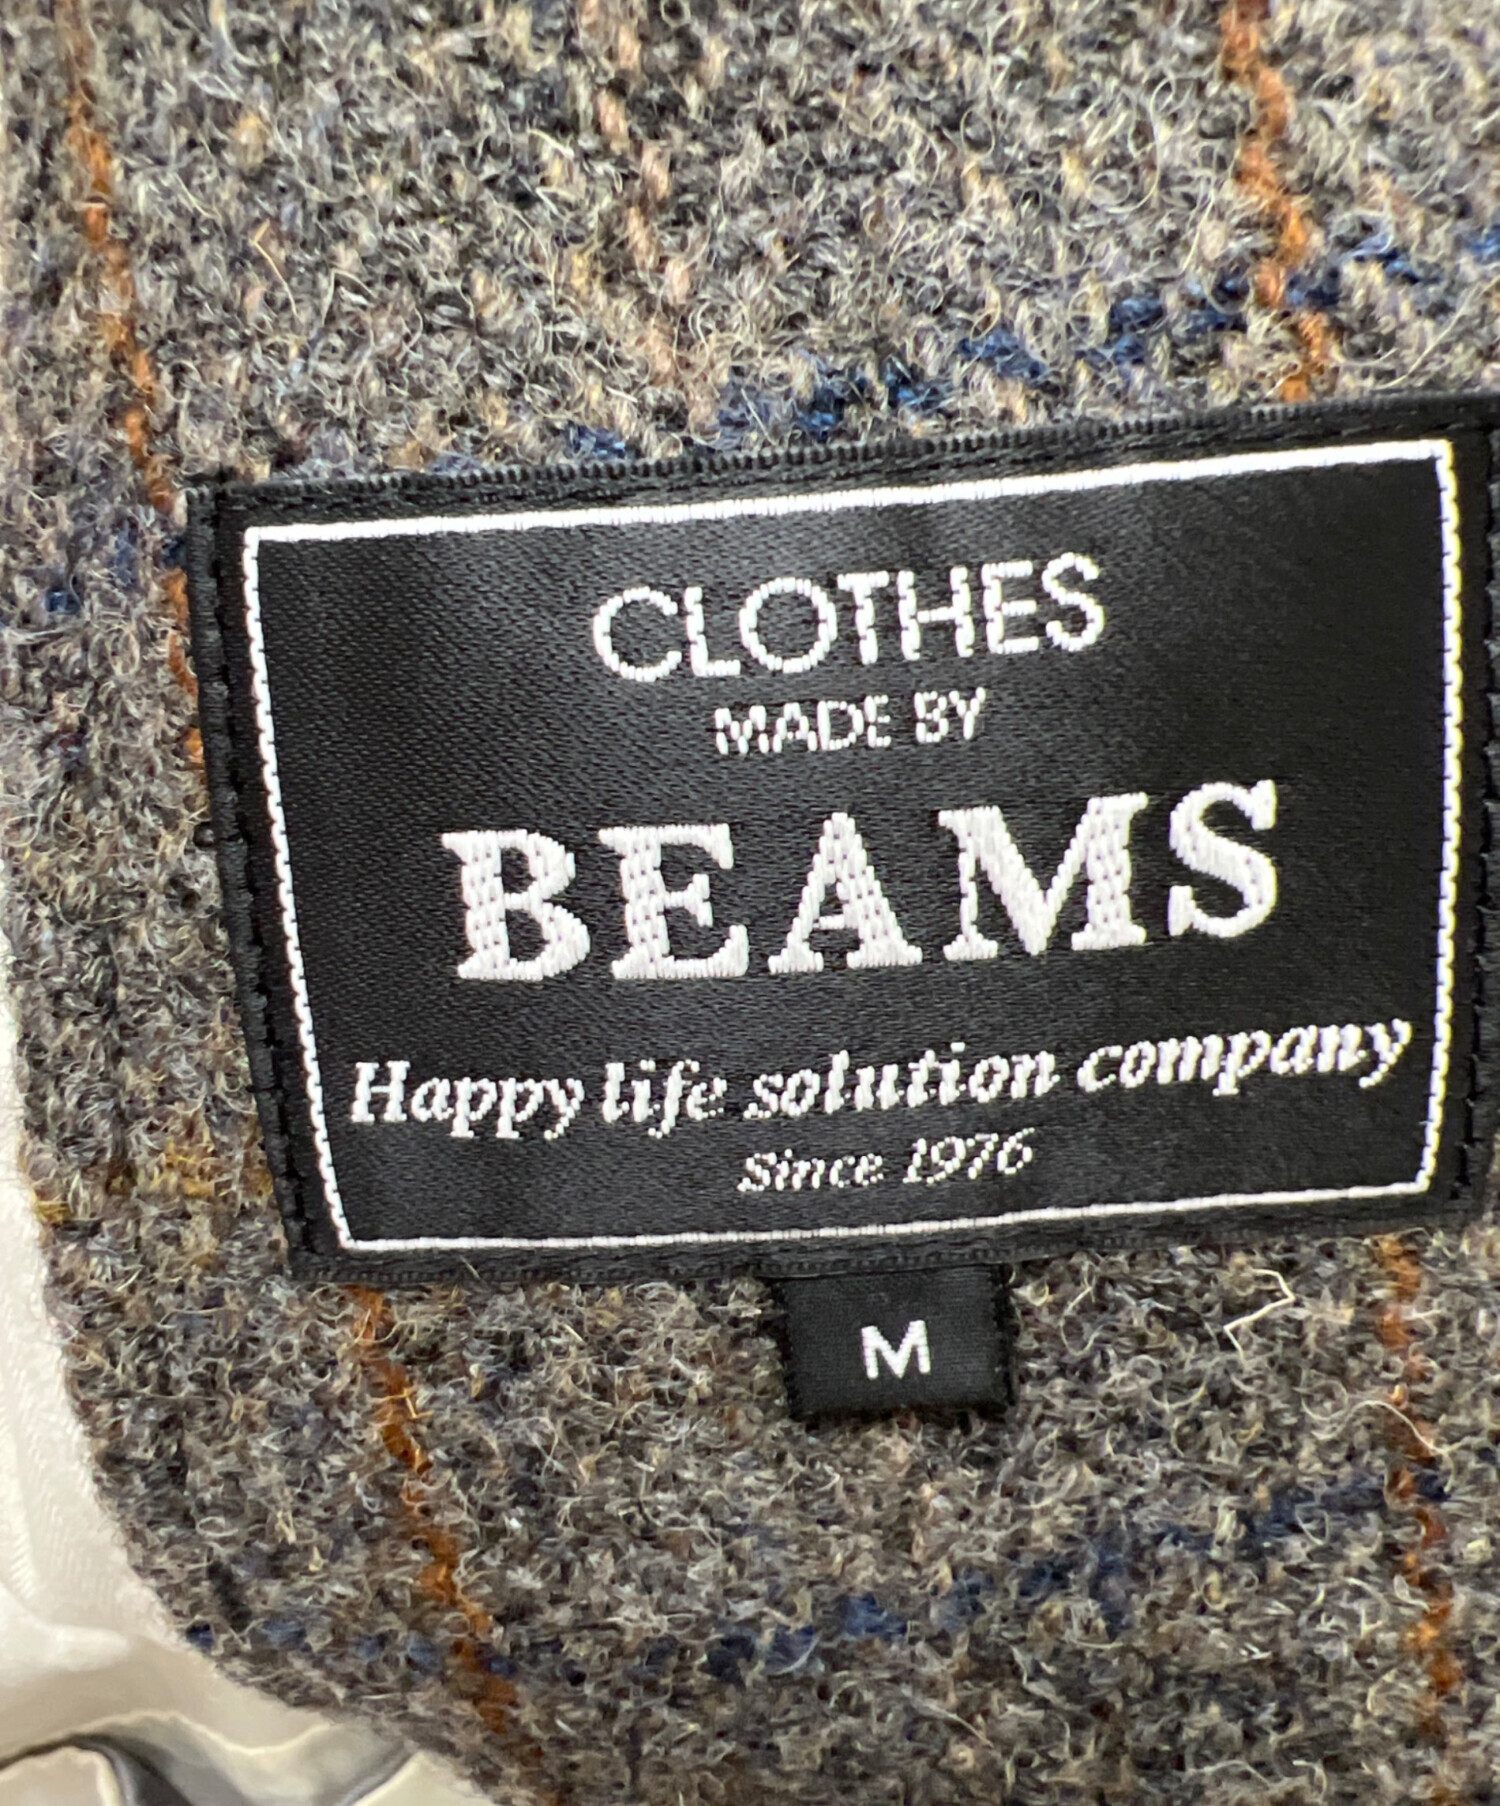 CLOTHES
MADE BY
BEAMS
Happy life solution company
Since 1976
M